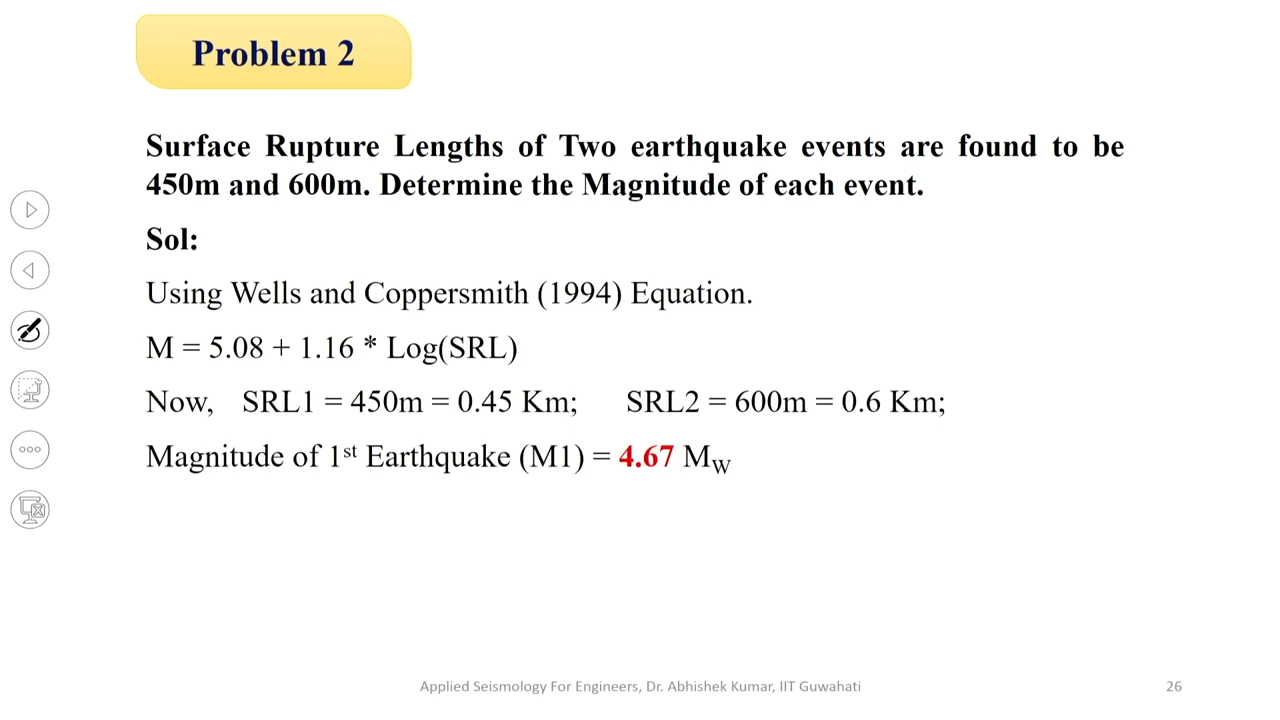 Problem 2
Surface Rupture Lengths of Two earthquake events are found to be
450m and 600m. Determine the Magnitude of each event.
Sol:
Using Wells and Coppersmith (1994) Equation.
M = 5.08 + 1.16 * Log(SRL)
Now, SRL1 = 450m = 0.45 Km; SRL2 = 600m = 0.6 Km;
Magnitude of 1st Earthquake (M1) = 4.67 MW
Applied Seismology For Engineers, Dr. Abhishek Kumar, IIT Guwahati 26